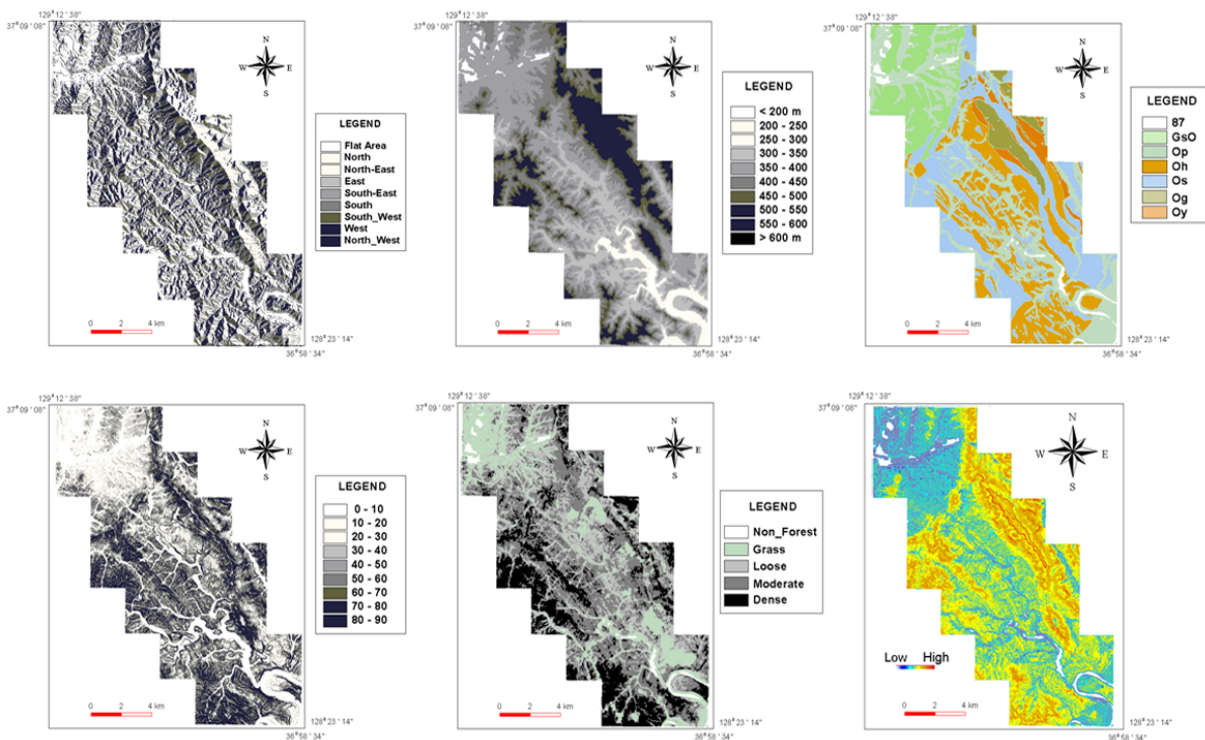 129° 12' 38"
37° 09' 08"
N
W E
S
LEGEND
Flat Area
North
North-East
East
South-East
South
South_West
West
North_West
0 2 4 km
128° 23' 14"
36° 58' 34"
129° 12' 38"
37° 09' 08"
N
W E
S
LEGEND
< 200 m
200 - 250
250 - 300
300 - 350
350 - 400
400 - 450
450 - 500
500 - 550
550 - 600
> 600 m
0 2 4 km
128° 23' 14"
36° 58' 34"
129° 12' 38"
37° 09' 08"
N
W E
S
LEGEND
87
GsO
Op
Oh
Os
Og
Oy
0 2 4 km
128° 23' 14"
36° 58' 34"
129° 12' 38"
37° 09' 08"
N
W E
S
LEGEND
0 - 10
10 - 20
20 - 30
30 - 40
40 - 50
50 - 60
60 - 70
70 - 80
80 - 90
0 2 4 km
128° 23' 14"
36° 58' 34"
129° 12' 38"
37° 09' 08"
N
W E
S
LEGEND
Non_Forest
Grass
Loose
Moderate
Dense
0 2 4 km
128° 23' 14"
36° 58' 34"
129° 12' 38"
37° 09' 08"
N
W E
S
Low High
0 2 4 km
128° 23' 14"
36° 58' 34"